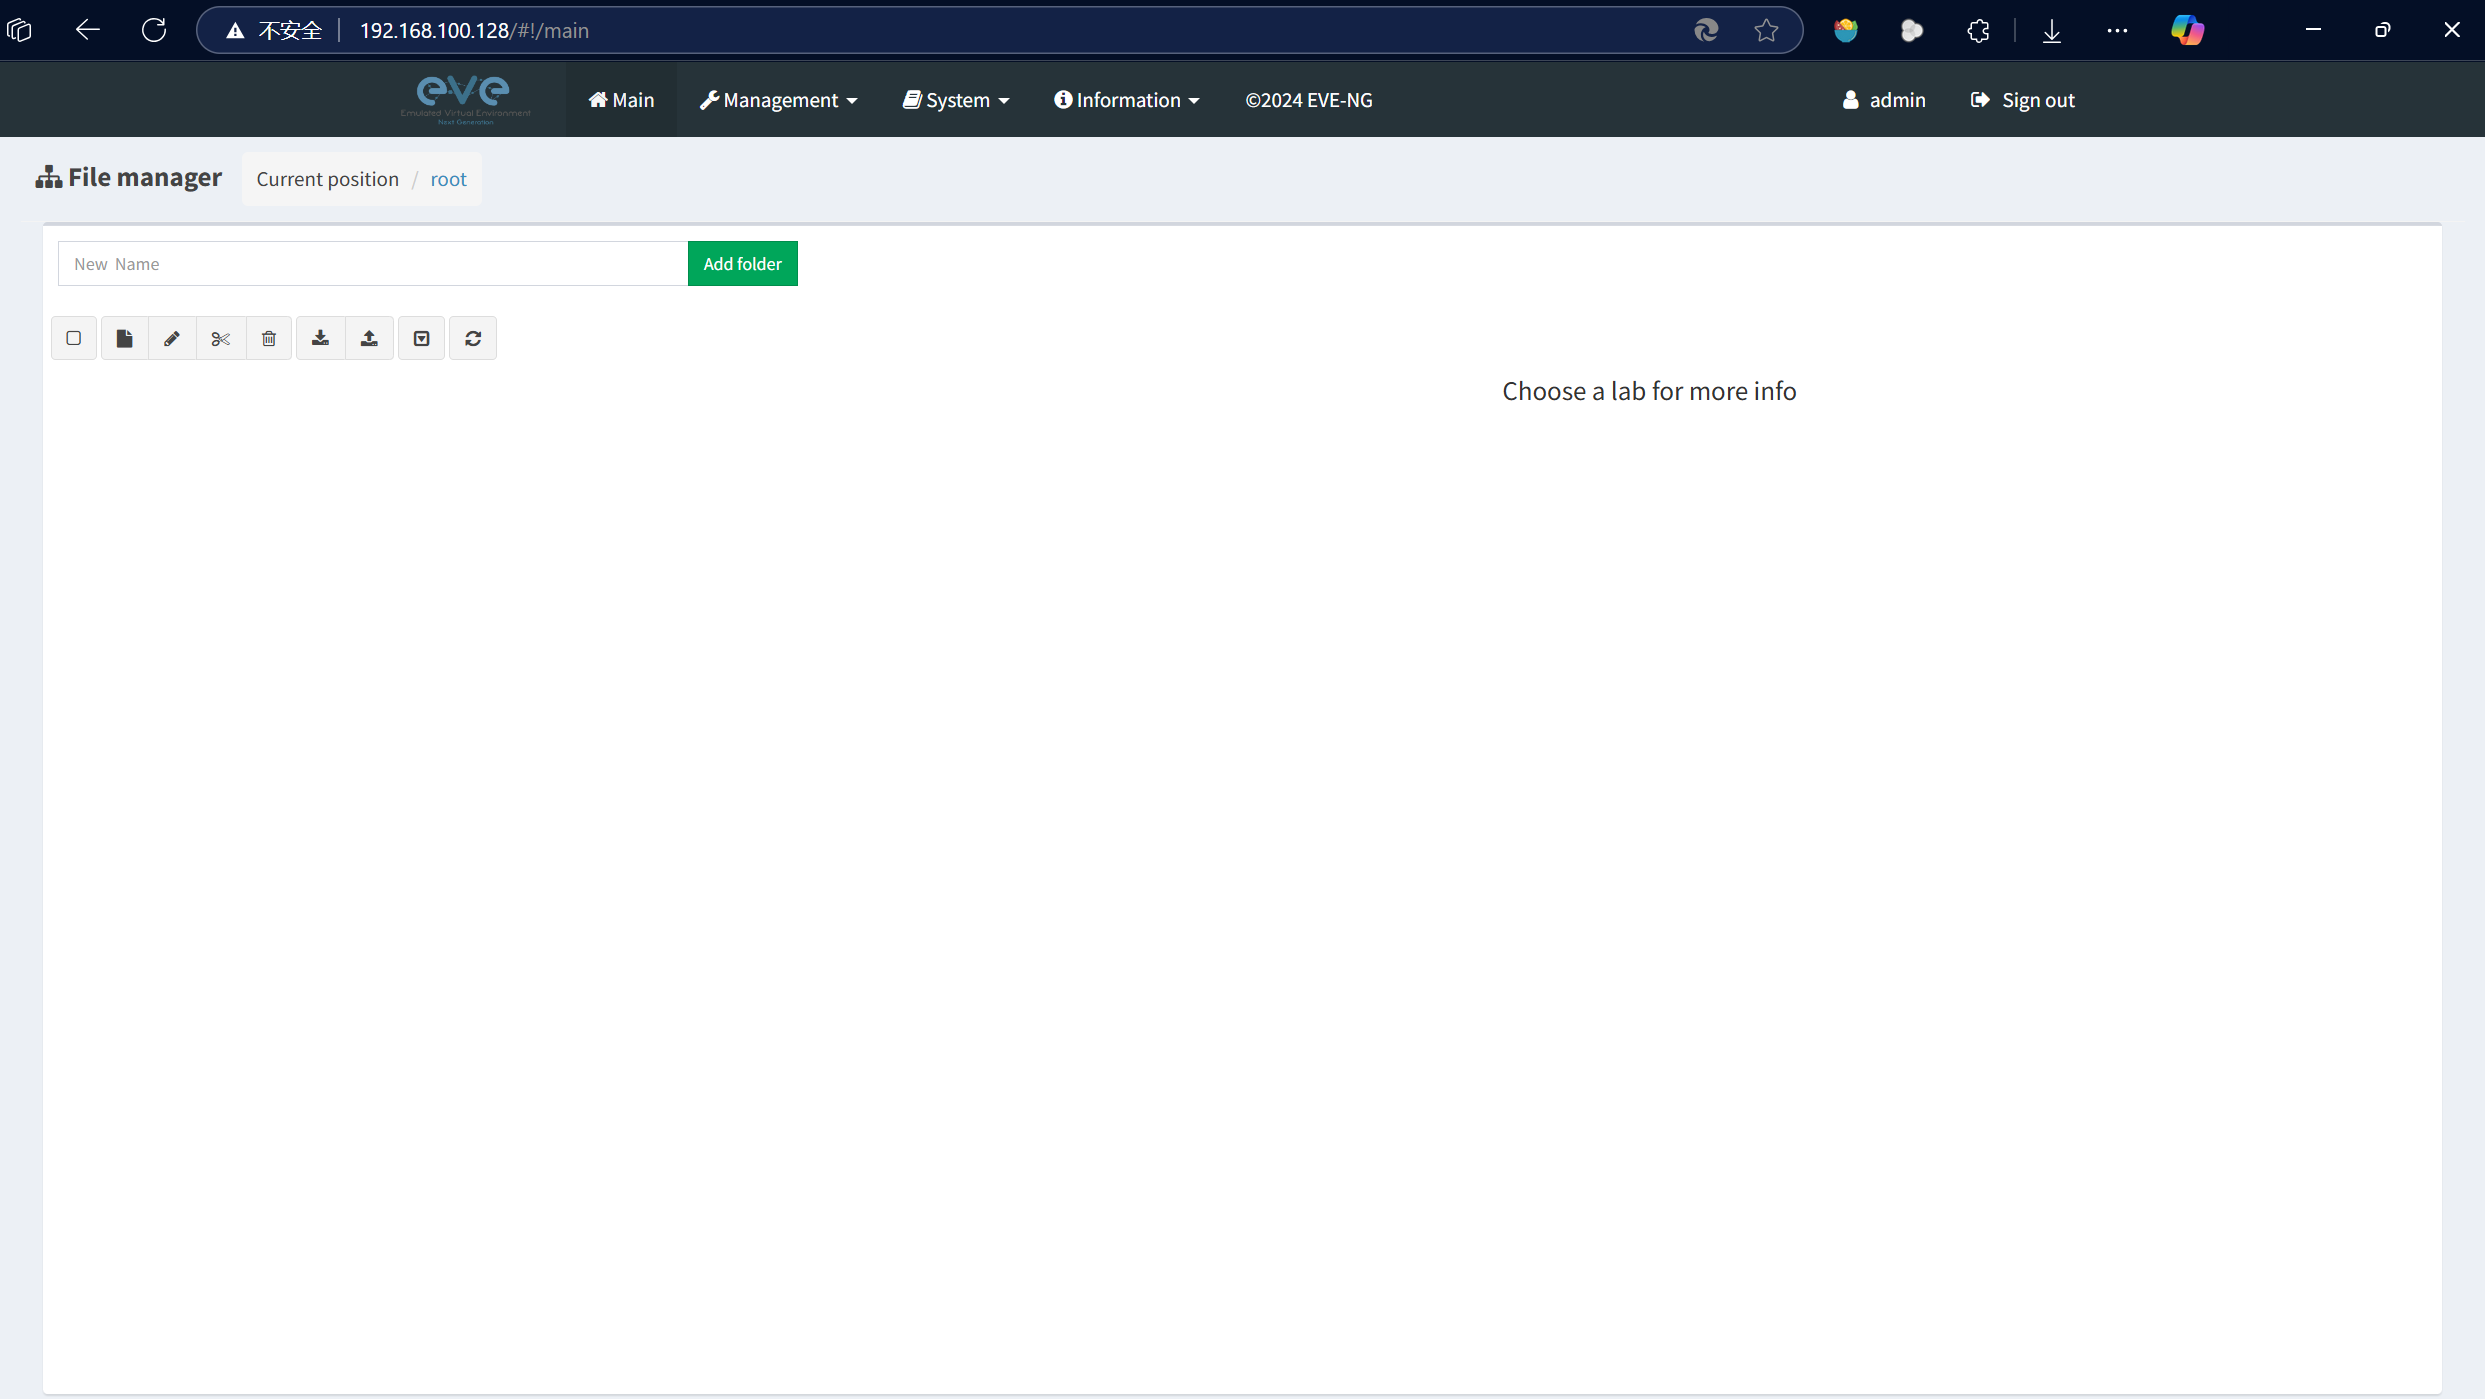 不安全 192.168.100.128/#!/main
eve
Emulated Virtual Environment
Next Generation
Main Management System Information ©2024 EVE-NG admin Sign out
File manager Current position / root
New Name Add folder
Choose a lab for more info